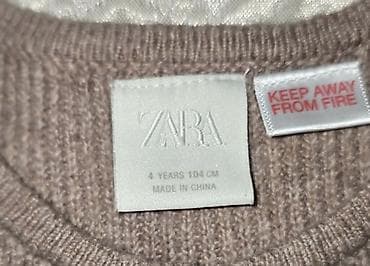 ZARA
4 YEARS 104 CM
MADE IN CHINA
KEEP AWAY
FROM FIRE